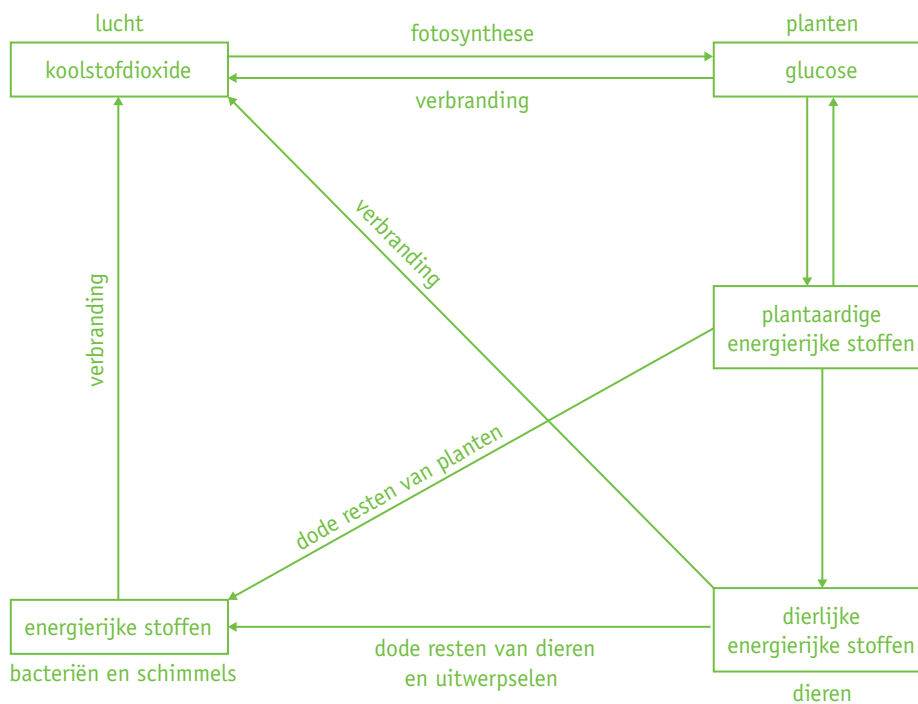 lucht
fotosynthese
planten
koolstofdioxide
glucose
verbranding
verbranding
verbranding
plantaardige
energierijke stoffen
dode resten van planten
energierijke stoffen
bacteriën en schimmels
dode resten van dieren
en uitwerpselen
dierlijke
energierijke stoffen
dieren